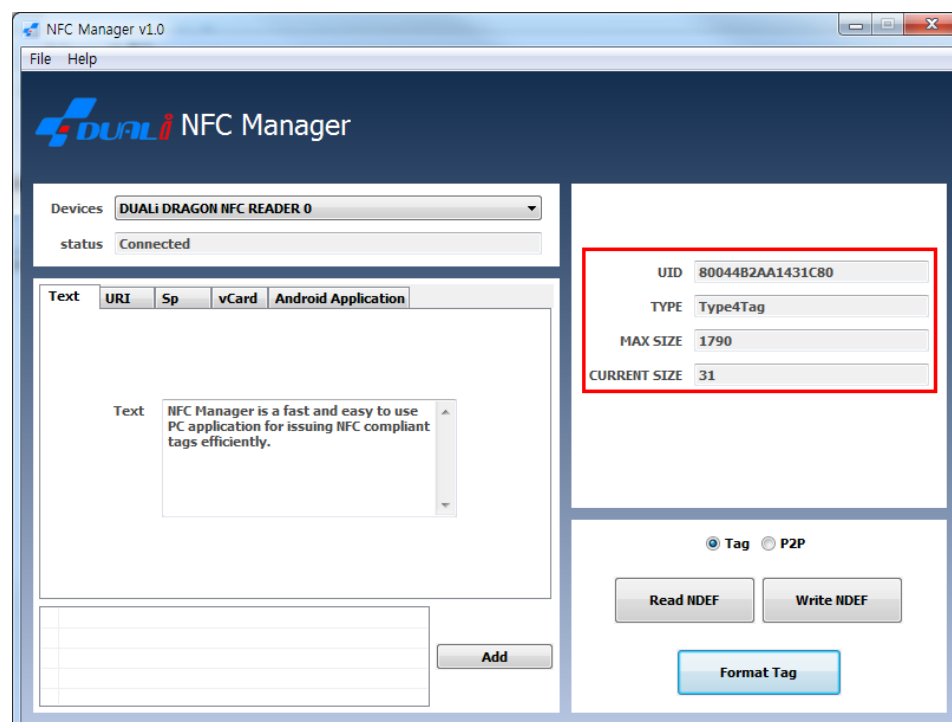 NFC Manager v1.0
File Help
DUALi NFC Manager
Devices DUALi DRAGON NFC READER 0
status Connected
Text URI Sp vCard Android Application
Text NFC Manager is a fast and easy to use
PC application for issuing NFC compliant
tags efficiently.
Add
UID 80044B2AA1431C80
TYPE Type4Tag
MAX SIZE 1790
CURRENT SIZE 31
Tag P2P
Read NDEF Write NDEF
Format Tag